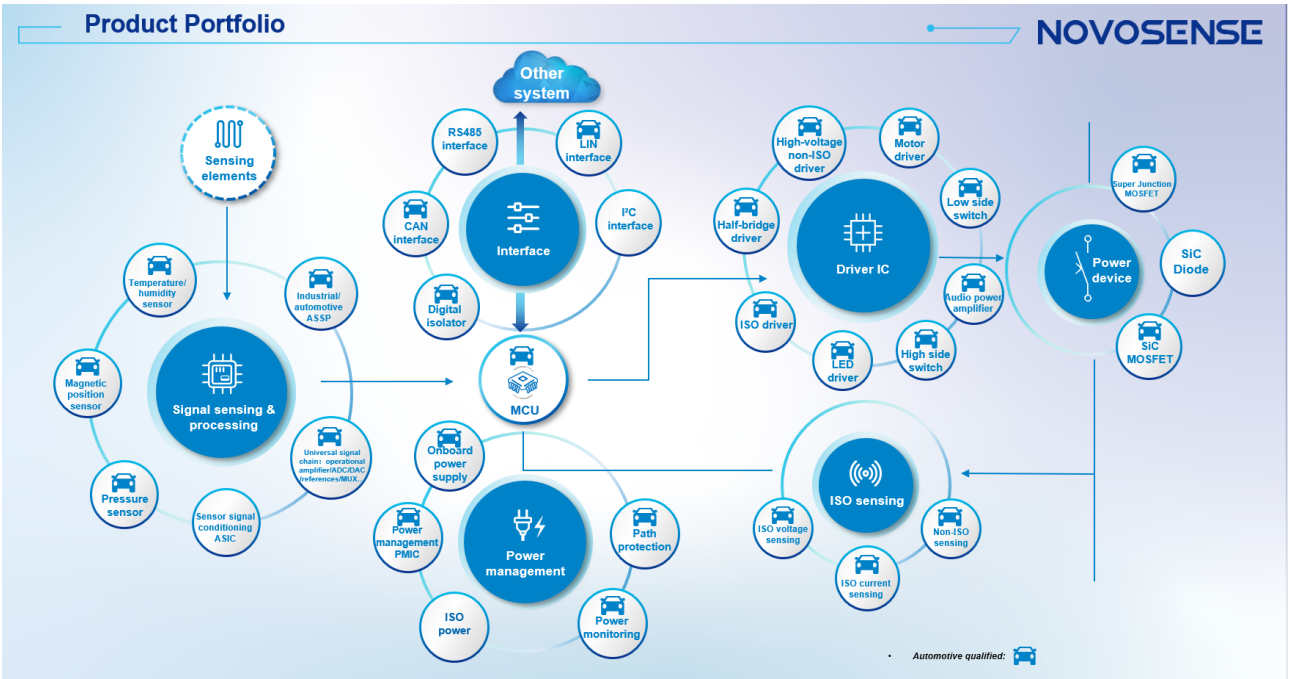 Product Portfolio
NOVOSENSE
Other
system
Sensing
elements
RS485
interface
LIN
interface
CAN
interface
I²C
interface
Digital
isolator
Interface
High-voltage
non-ISO
driver
Motor
driver
Half-bridge
driver
Low side
switch
Driver IC
ISO driver
Audio power
amplifier
LED
driver
High side
switch
Super Junction
MOSFET
SiC
Diode
Power
device
SiC
MOSFET
Temperature/
humidity
sensor
Industrial/
automotive
ASSP
Magnetic
position
sensor
Signal sensing &
processing
Universal signal
chain：operational
amplifier/ADC/DAC
/references/MUX...
Pressure
sensor
Sensor signal
conditioning
ASIC
MCU
Onboard
power
supply
Power
management
PMIC
Path
protection
Power
management
ISO
power
Power
monitoring
ISO sensing
ISO voltage
sensing
Non-ISO
sensing
ISO current
sensing
• Automotive qualified: